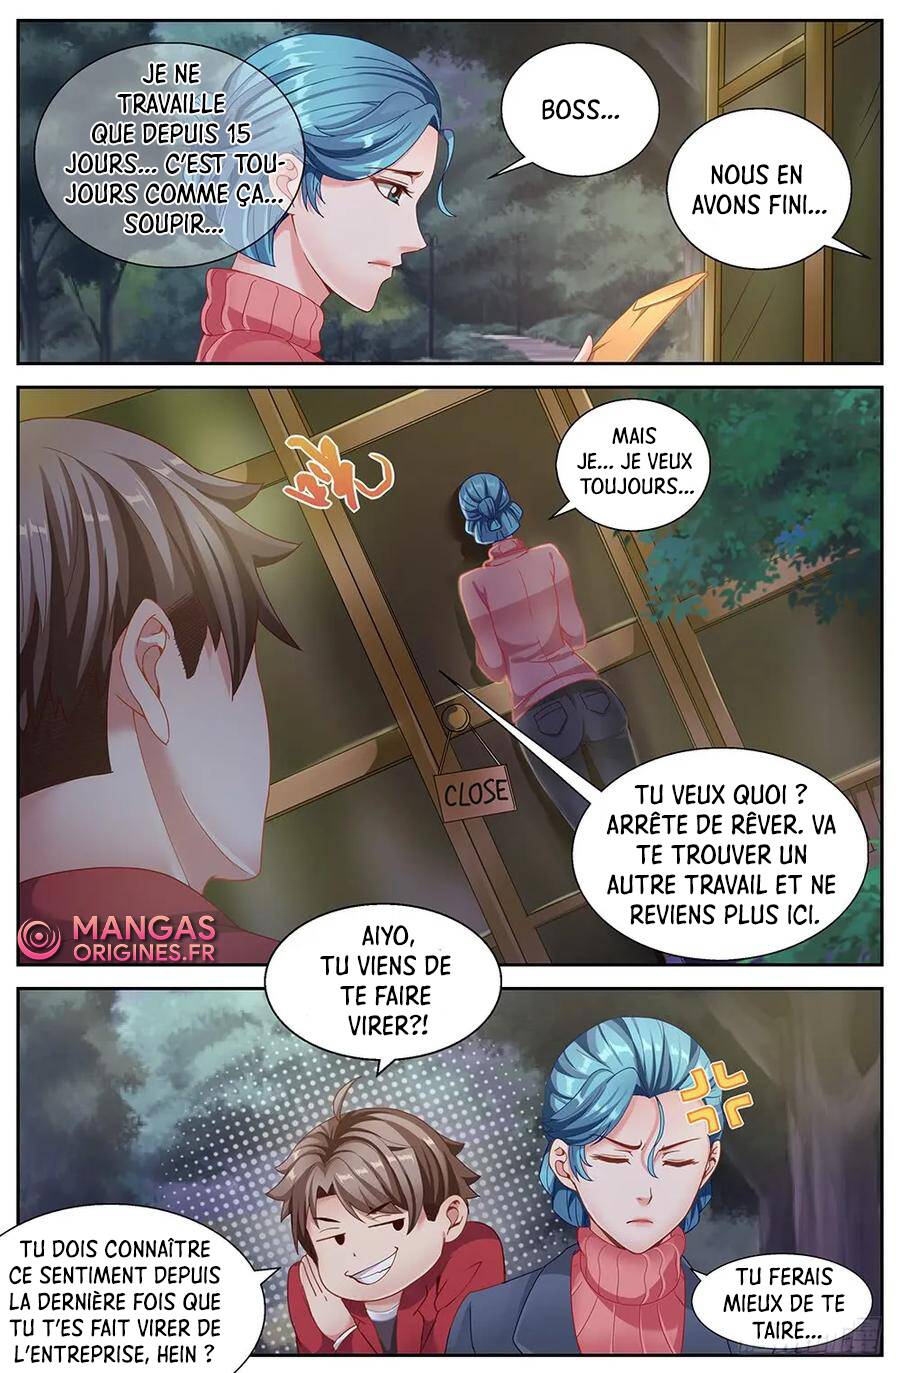 JE NE
TRAVAILLE
QUE DEPUIS 15
JOURS... C'EST TOU-
JOURS COMME ÇA...
SOUPIR...
BOSS...
NOUS EN
AVONS FINI...
MAIS
JE... JE VEUX
TOUJOURS...
CLOSE
TU VEUX QUOI ?
ARRÊTE DE RÊVER. VA
TE TROUVER UN
AUTRE TRAVAIL ET NE
REVIENS PLUS ICI.
MANGAS
ORIGINES.FR
AIYO,
TU VIENS DE
TE FAIRE
VIRER?!
TU DOIS CONNAÎTRE
CE SENTIMENT DEPUIS
LA DERNIÈRE FOIS QUE
TU T'ES FAIT VIRER DE
L'ENTREPRISE, HEIN ?
TU FERAIS
MIEUX DE TE
TAIRE...